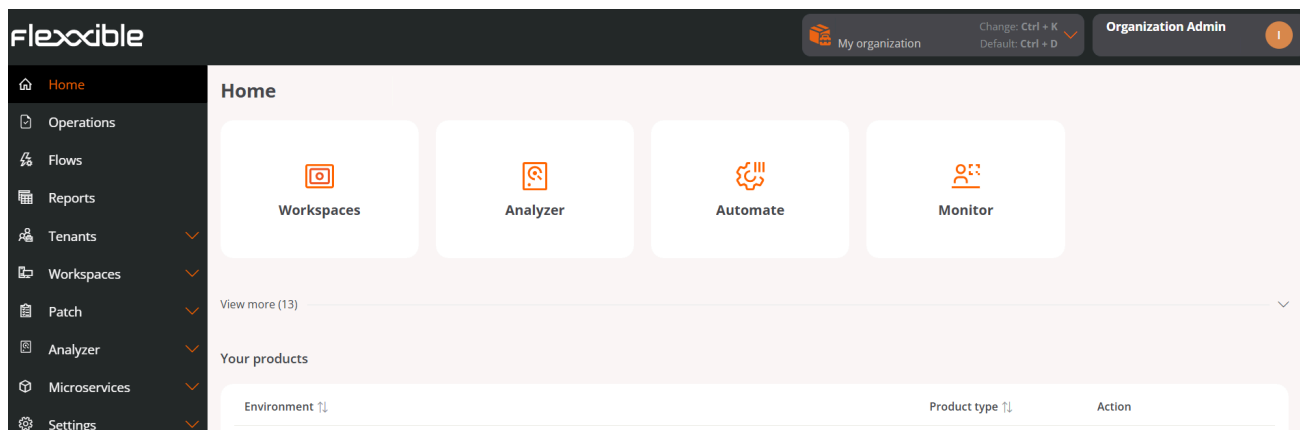 Flexxible
My organization
Change: Ctrl + K
Default: Ctrl + D
Organization Admin
I
Home
Operations
Flows
Reports
Tenants
Workspaces
Patch
Analyzer
Microservices
Settings
Home
Workspaces
Analyzer
Automate
Monitor
View more (13)
Your products
Environment
Product type
Action